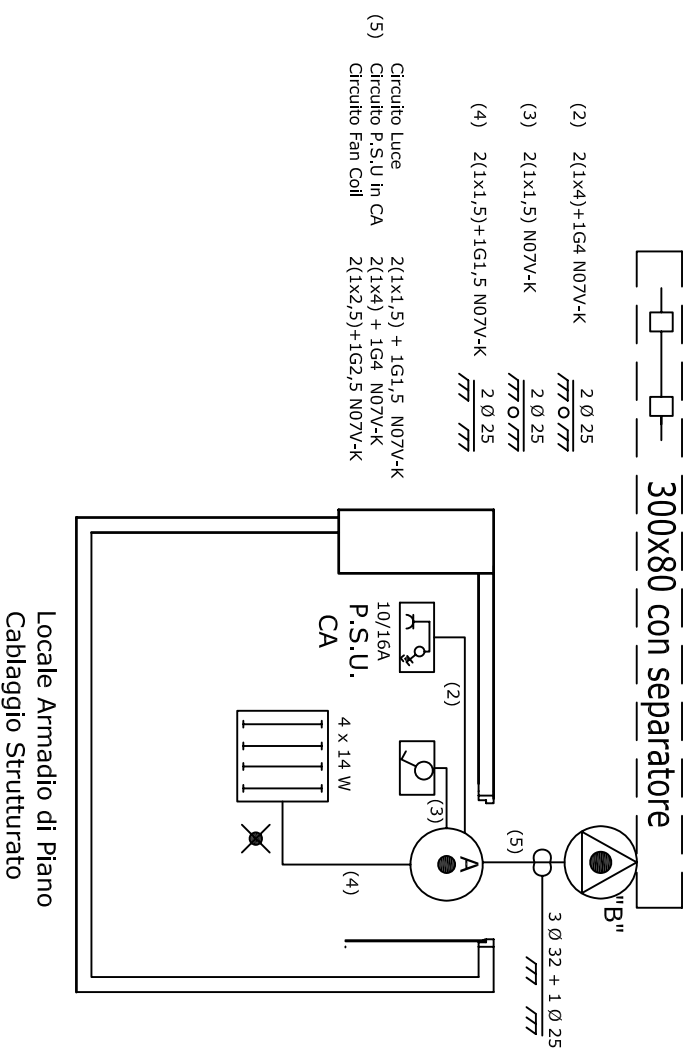 300x80 con separatore
(2) 2(1x4)+1G4 N07V-K 2 Ø 25
(3) 2(1x1,5) N07V-K 2 Ø 25
(4) 2(1x1,5)+1G1,5 N07V-K 2 Ø 25
Circuito Luce 2(1x1,5) + 1G1,5 N07V-K
(5) Circuito P.S.U in CA 2(1x4) + 1G4 N07V-K
Circuito Fan Coil 2(1x2,5)+1G2,5 N07V-K
"B"
3 Ø 32 + 1 Ø 25
(5)
A
(2)
(3)
(4)
10/16A
P.S.U.
CA
4 x 14 W
Locale Armadio di Piano
Cablaggio Strutturato